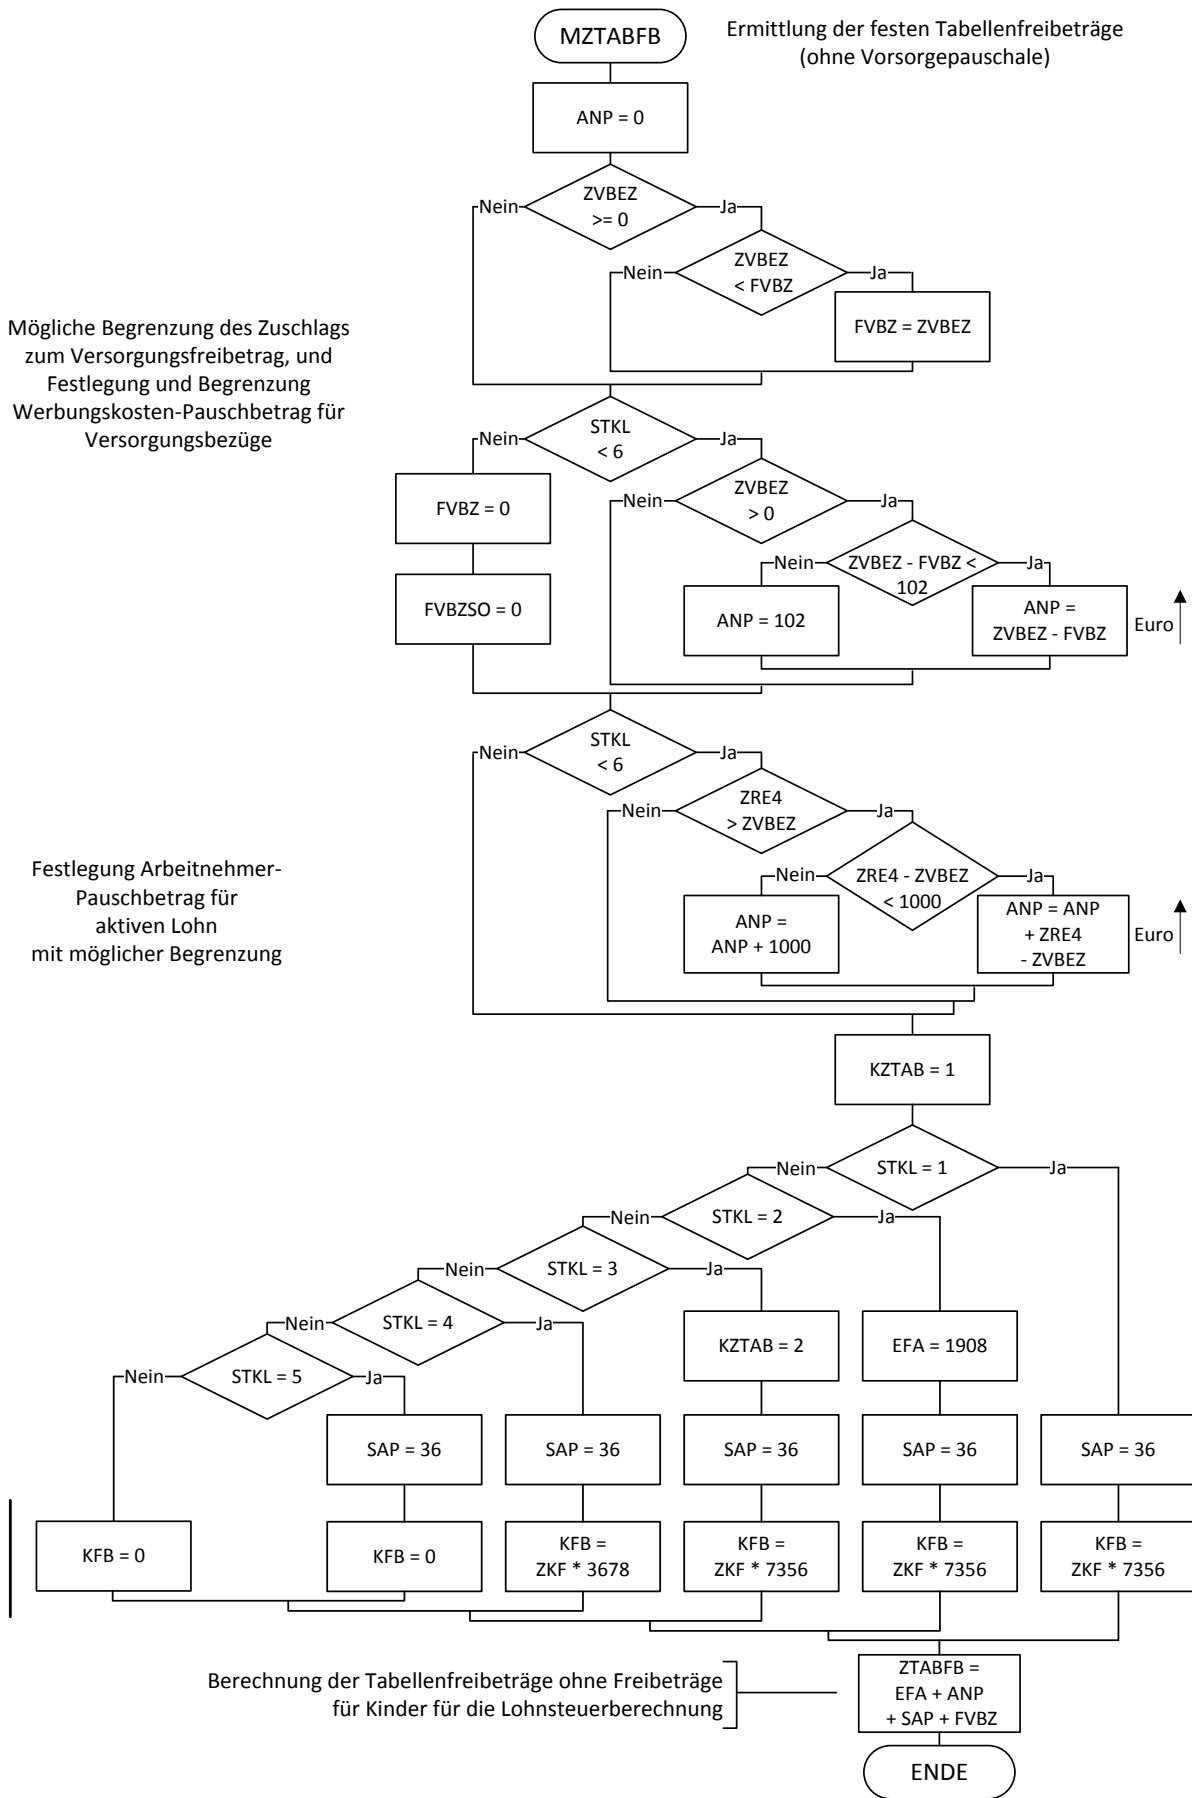 MZTABFB
Ermittlung der festen Tabellenfreibeträge
(ohne Vorsorgepauschale)
ANP = 0
ZVBEZ
>= 0
Nein
Ja
ZVBEZ
< FVBZ
Nein
Ja
FVBZ = ZVBEZ
Mögliche Begrenzung des Zuschlags
zum Versorgungsfreibetrag, und
Festlegung und Begrenzung
Werbungskosten-Pauschbetrag für
Versorgungsbezüge
STKL
< 6
Nein
Ja
FVBZ = 0
FVBZSO = 0
ZVBEZ
> 0
Nein
Ja
ZVBEZ - FVBZ <
102
Nein
Ja
ANP = 102
ANP =
ZVBEZ - FVBZ
Euro
STKL
< 6
Nein
Ja
ZRE4
> ZVBEZ
Nein
Ja
Festlegung Arbeitnehmer-
Pauschbetrag für
aktiven Lohn
mit möglicher Begrenzung
ZRE4 - ZVBEZ
< 1000
Nein
Ja
ANP =
ANP + 1000
ANP = ANP
+ ZRE4
- ZVBEZ
Euro
KZTAB = 1
STKL = 1
Nein
Ja
STKL = 2
Nein
Ja
STKL = 3
Nein
Ja
STKL = 4
Nein
Ja
STKL = 5
Nein
Ja
KZTAB = 2
EFA = 1908
SAP = 36
SAP = 36
SAP = 36
SAP = 36
SAP = 36
KFB = 0
KFB = 0
KFB =
ZKF * 3678
KFB =
ZKF * 7356
KFB =
ZKF * 7356
KFB =
ZKF * 7356
Berechnung der Tabellenfreibeträge ohne Freibeträge
für Kinder für die Lohnsteuerberechnung
ZTABFB =
EFA + ANP
+ SAP + FVBZ
ENDE